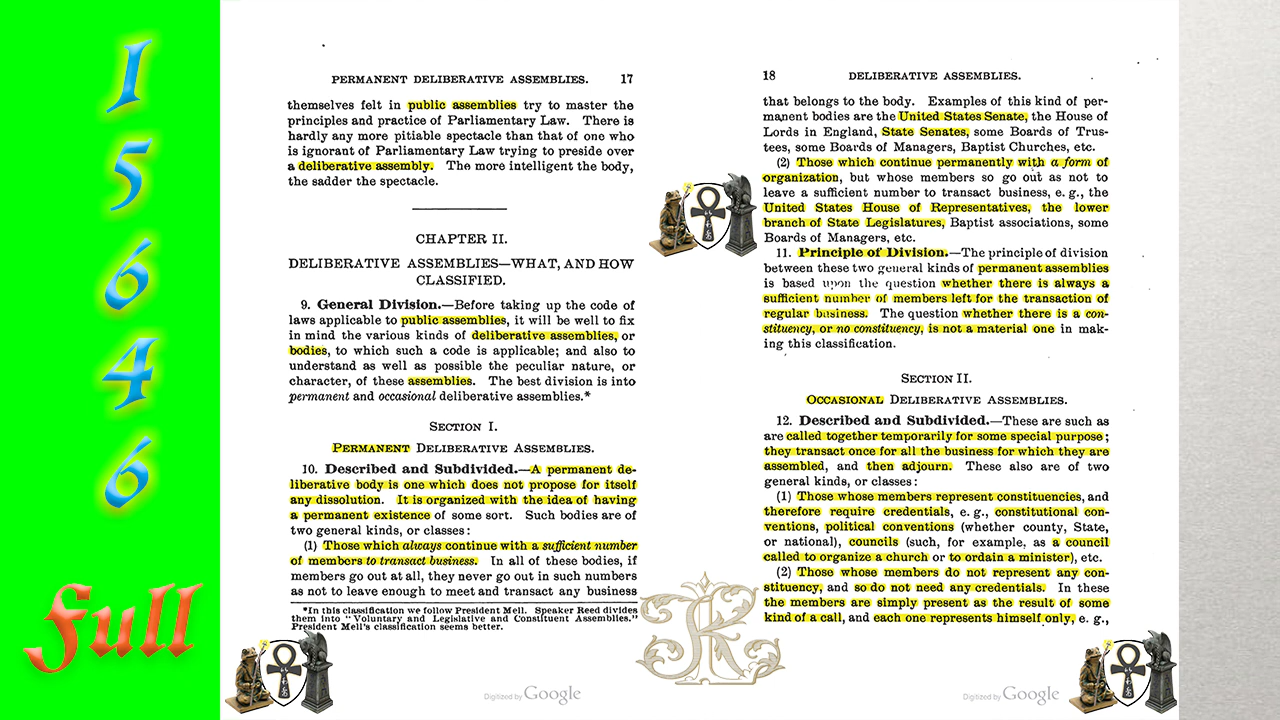 1
5
6
4
6
Full
PERMANENT DELIBERATIVE ASSEMBLIES. 17
themselves felt in public assemblies try to master the
principles and practice of Parliamentary Law. There is
hardly any more pitiable spectacle than that of one who
is ignorant of Parliamentary Law trying to preside over
a deliberative assembly. The more intelligent the body,
the sadder the spectacle.
CHAPTER II.
DELIBERATIVE ASSEMBLIES—WHAT, AND HOW
CLASSIFIED.
9. General Division.—Before taking up the code of
laws applicable to public assemblies, it will be well to fix
in mind the various kinds of deliberative assemblies, or
bodies, to which such a code is applicable; and also to
understand as well as possible the peculiar nature, or
character, of these assemblies. The best division is into
permanent and occasional deliberative assemblies.*
SECTION I.
PERMANENT DELIBERATIVE ASSEMBLIES.
10. Described and Subdivided.—A permanent de-
liberative body is one which does not propose for itself
any dissolution. It is organized with the idea of having
a permanent existence of some sort. Such bodies are of
two general kinds, or classes:
(1) Those which always continue with a sufficient number
of members to transact business. In all of these bodies, if
members go out at all, they never go out in such numbers
as not to leave enough to meet and transact any business
*In this classification we follow President Mell. Speaker Reed divides
them into "Voluntary and Legislative and Constituent Assemblies."
President Mell's classification seems better.
Digitized by Google
18 DELIBERATIVE ASSEMBLIES.
that belongs to the body. Examples of this kind of per-
manent bodies are the United States Senate, the House of
Lords in England, State Senates, some Boards of Trus-
tees, some Boards of Managers, Baptist Churches, etc.
(2) Those which continue permanently with a form of
organization, but whose members so go out as not to
leave a sufficient number to transact business, e. g., the
United States House of Representatives, the lower
branch of State Legislatures, Baptist associations, some
Boards of Managers, etc.
11. Principle of Division.—The principle of division
between these two general kinds of permanent assemblies
is based upon the question whether there is always a
sufficient number of members left for the transaction of
regular business. The question whether there is a con-
stituency, or no constituency, is not a material one in mak-
ing this classification.
SECTION II.
OCCASIONAL DELIBERATIVE ASSEMBLIES.
12. Described and Subdivided.—These are such as
are called together temporarily for some special purpose;
they transact once for all the business for which they are
assembled, and then adjourn. These also are of two
general kinds, or classes:
(1) Those whose members represent constituencies, and
therefore require credentials, e. g., constitutional con-
ventions, political conventions (whether county, State,
or national), councils (such, for example, as a council
called to organize a church or to ordain a minister), etc.
(2) Those whose members do not represent any con-
stituency, and so do not need any credentials. In these
the members are simply present as the result of some
kind of a call, and each one represents himself only, e. g.,
Digitized by Google